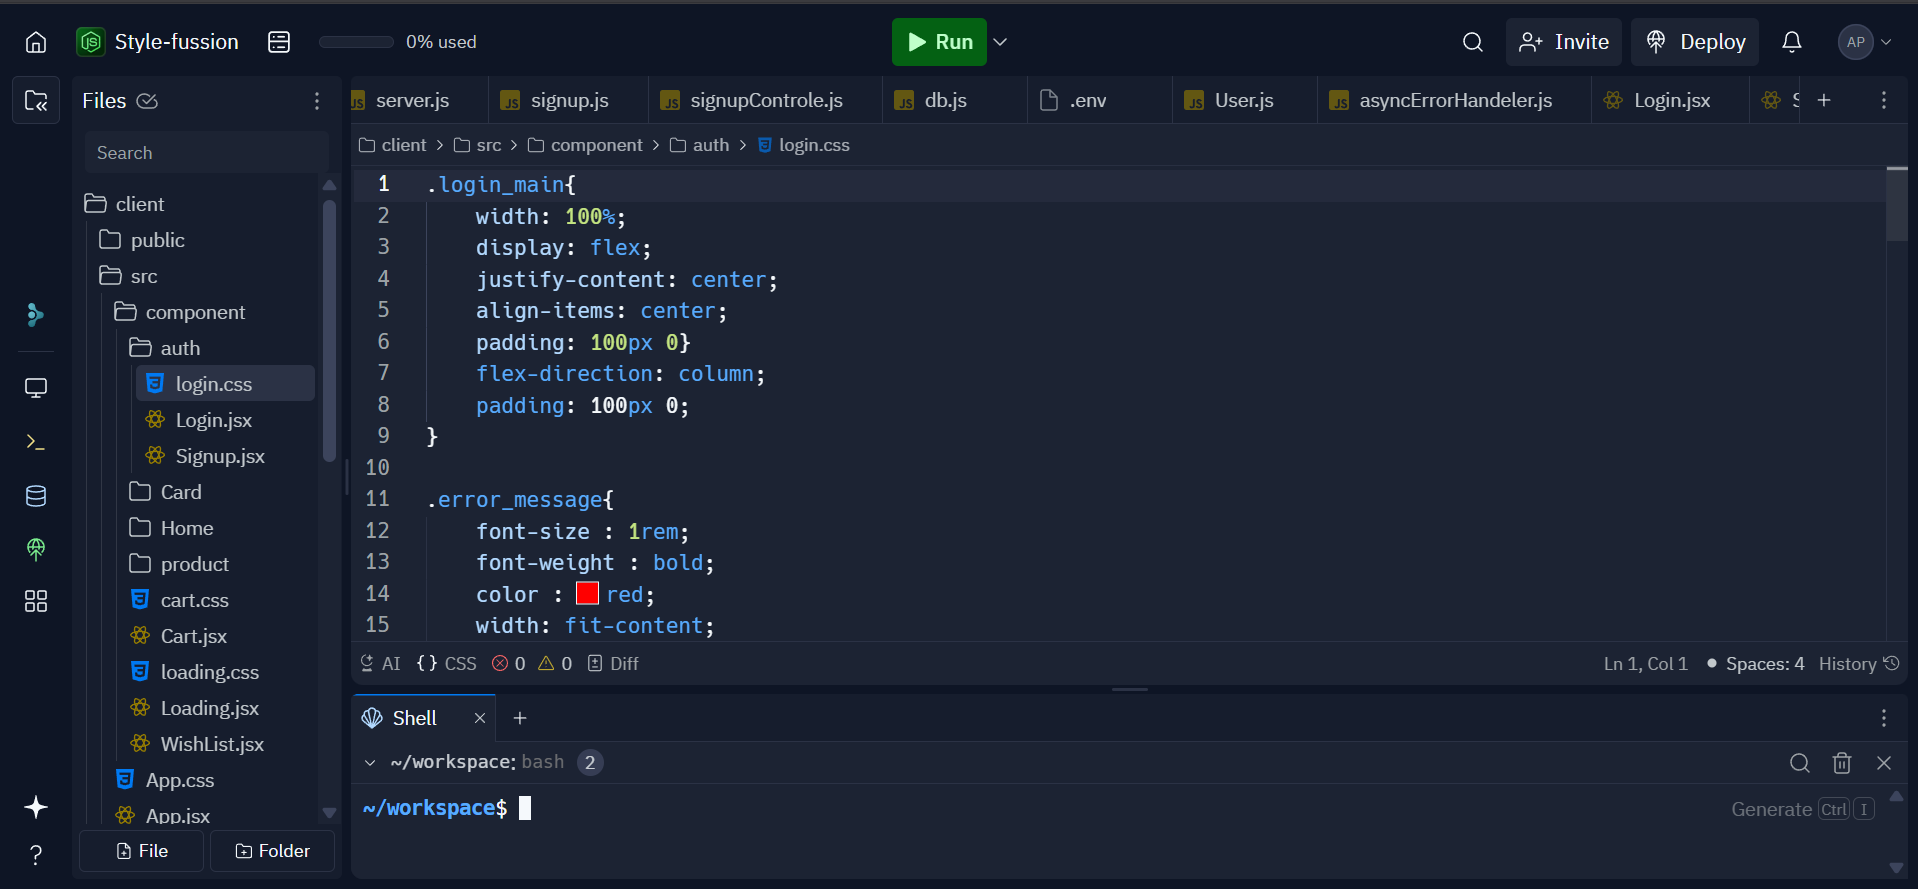 Style-fussion
0% used
Run
Invite
Deploy
AP
Files
server.js
signup.js
signupControle.js
db.js
.env
User.js
asyncErrorHandeler.js
Login.jsx
Search
client > src > component > auth > login.css
client
public
src
component
auth
login.css
Login.jsx
Signup.jsx
Card
Home
product
cart.css
Cart.jsx
loading.css
Loading.jsx
WishList.jsx
App.css
App.jsx
File
Folder
1 .login_main{
2 width: 100%;
3 display: flex;
4 justify-content: center;
5 align-items: center;
6 padding: 100px 0}
7 flex-direction: column;
8 padding: 100px 0;
9 }
10
11 .error_message{
12 font-size : 1rem;
13 font-weight : bold;
14 color : red;
15 width: fit-content;
AI {} CSS 0 0 Diff
Ln 1, Col 1 Spaces: 4 History
Shell
~/workspace: bash 2
~/workspace$
Generate Ctrl I